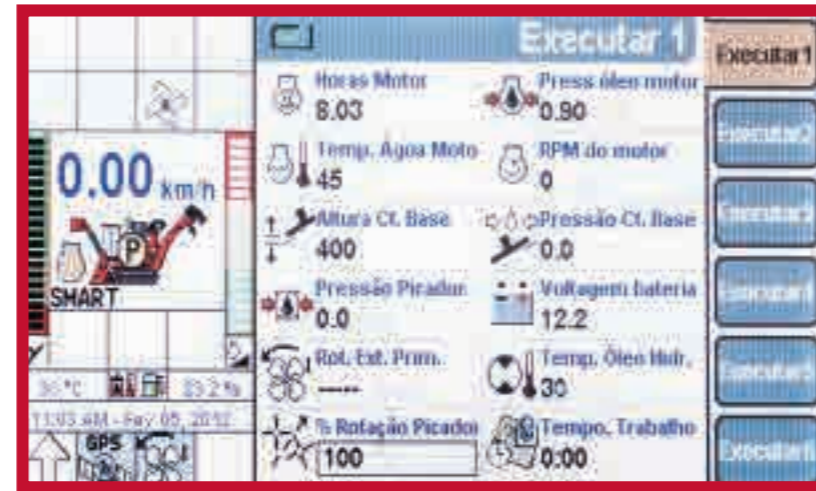 Executar 1
Executar1
Horas Motor
8.03
Press óleo motor
0.90
Executar2
Temp. Água Moto
45
RPM do motor
0
0.00 km/h
P
SMART
Altura Ct. Base
400
Pressão Ct. Base
0.0
Pressão Picador
0.0
Voltagem bateria
12.2
Rot. Ext. Prim.
-----
Temp. Óleo Hidr.
30
11:03 AM
GPS
% Rotação Picador
100
Tempo. Trabalho
0:00
Executar6